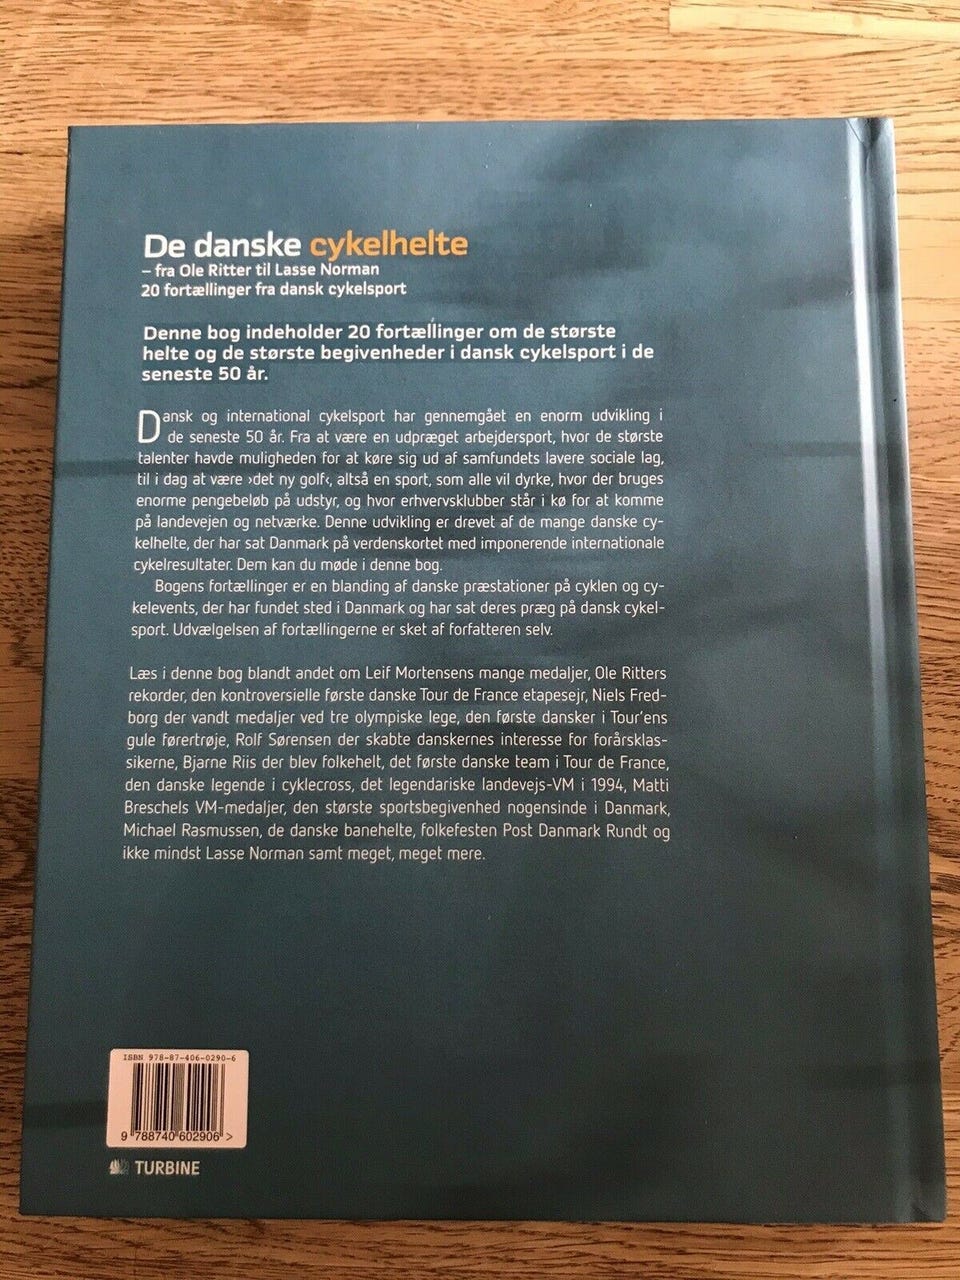 De danske cykelhelte
– fra Ole Ritter til Lasse Norman
20 fortællinger fra dansk cykelsport
Denne bog indeholder 20 fortællinger om de største
helte og de største begivenheder i dansk cykelsport i de
seneste 50 år.
Dansk og international cykelsport har gennemgået en enorm udvikling i
de seneste 50 år. Fra at være en udpræget arbejdersport, hvor de største
talenter havde muligheden for at køre sig ud af samfundets lavere sociale lag,
til i dag at være ›det ny golf‹, altså en sport, som alle vil dyrke, hvor der bruges
enorme pengebeløb på udstyr, og hvor erhvervsklubber står i kø for at komme
på landevejen og netværke. Denne udvikling er drevet af de mange danske cy-
kelhelte, der har sat Danmark på verdenskortet med imponerende internationale
cykelresultater. Dem kan du møde i denne bog.
Bogens fortællinger er en blanding af danske præstationer på cyklen og cy-
kelevents, der har fundet sted i Danmark og har sat deres præg på dansk cykel-
sport. Udvælgelsen af fortællingerne er sket af forfatteren selv.
Læs i denne bog blandt andet om Leif Mortensens mange medaljer, Ole Ritters
rekorder, den kontroversielle første danske Tour de France etapesejr, Niels Fred-
borg der vandt medaljer ved tre olympiske lege, den første dansker i Tour'ens
gule førertrøje, Rolf Sørensen der skabte danskernes interesse for forårsklas-
sikerne, Bjarne Riis der blev folkehelt, det første danske team i Tour de France,
den danske legende i cyklecross, det legendariske landevejs-VM i 1994, Matti
Breschels VM-medaljer, den største sportsbegivenhed nogensinde i Danmark,
Michael Rasmussen, de danske banehelte, folkefesten Post Danmark Rundt og
ikke mindst Lasse Norman samt meget, meget mere.
ISBN 978-87-406-0290-6
9 788740 602906 >
TURBINE